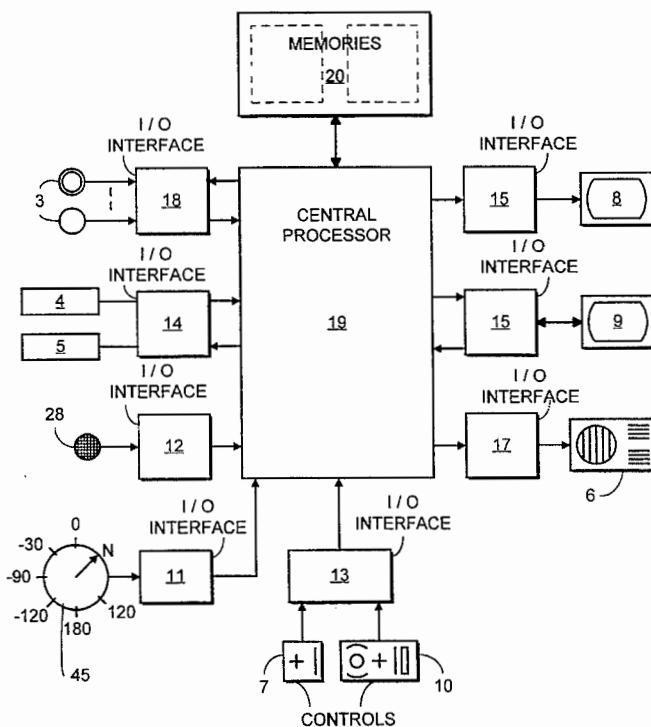 MEMORIES
20
I / O
INTERFACE
I / O
INTERFACE
3
18
CENTRAL
PROCESSOR
15
8
I / O
INTERFACE
I / O
INTERFACE
4
5
14
19
15
9
I / O
INTERFACE
I / O
INTERFACE
28
12
17
6
I / O
INTERFACE
I / O
INTERFACE
0
-30
N
-90
-120
180
120
11
13
45
7
10
CONTROLS